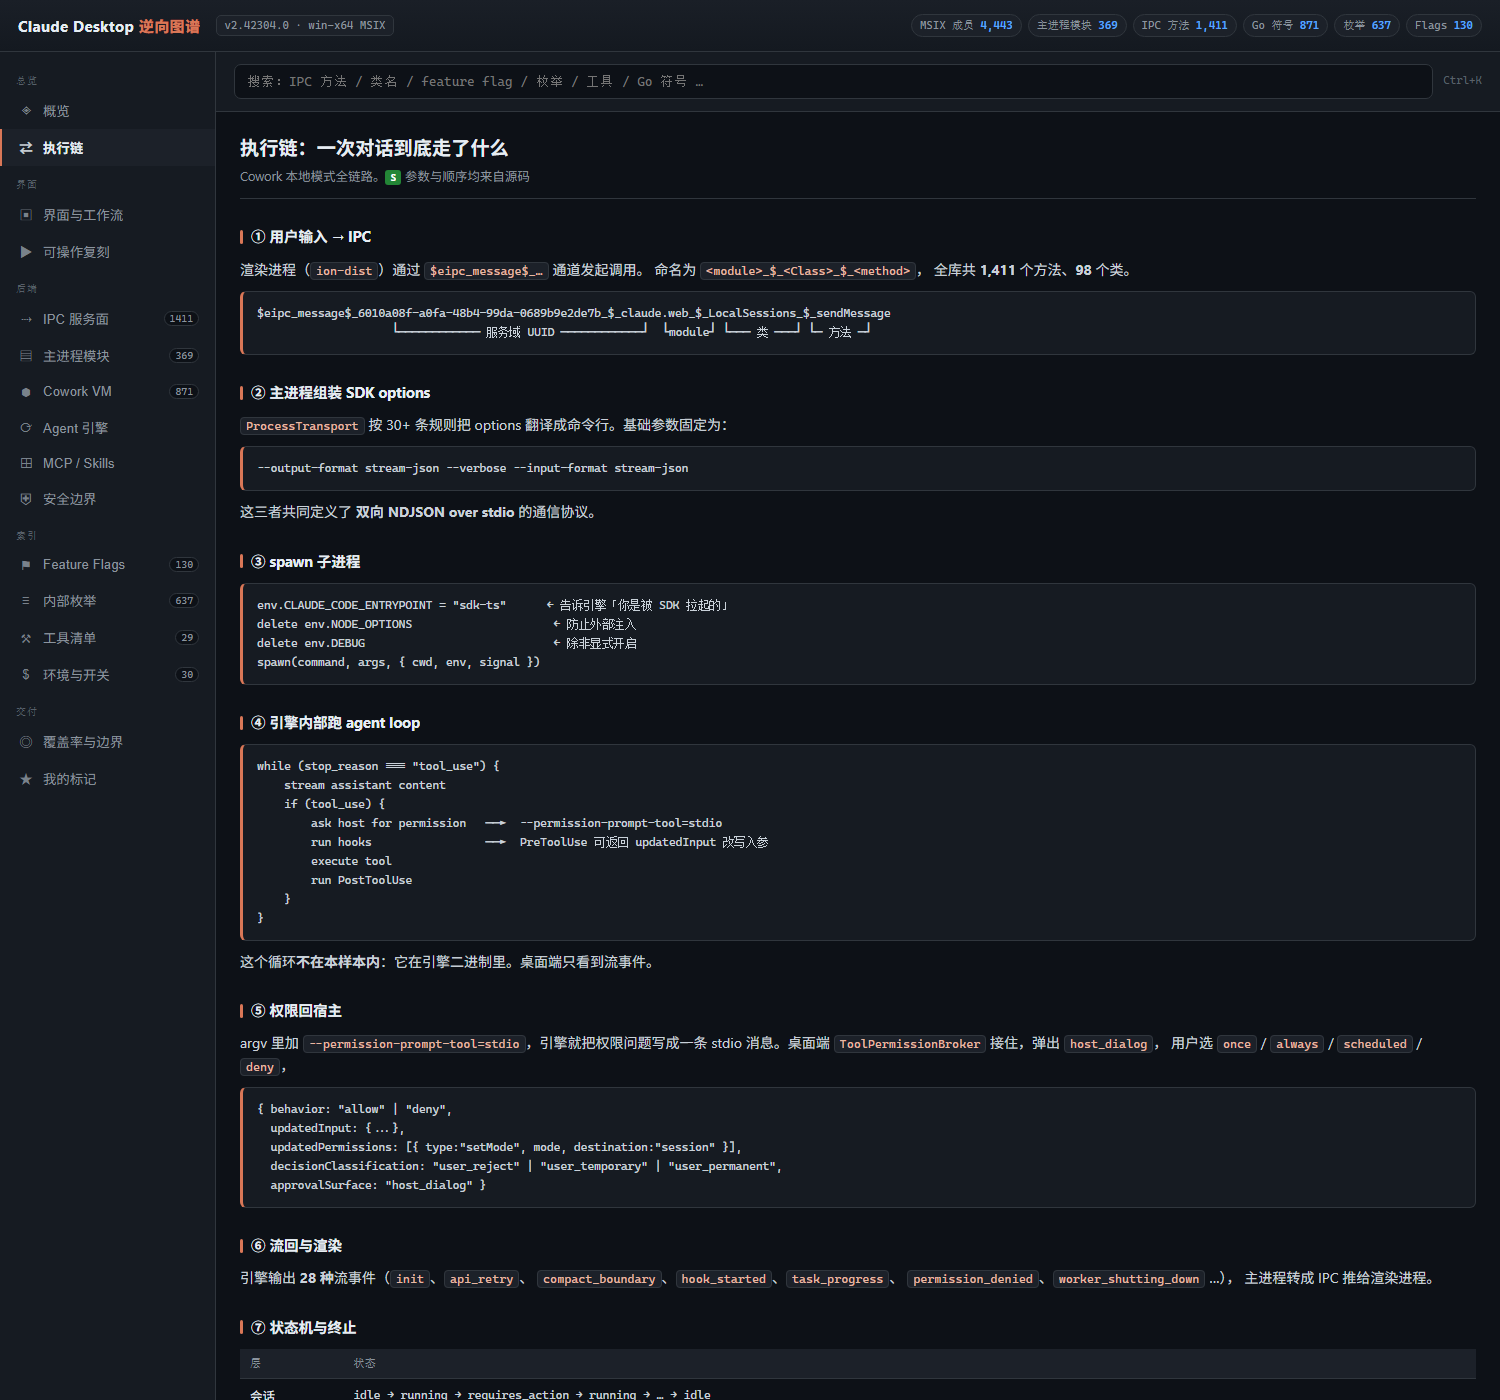 Claude Desktop 逆向图谱
v2.42304.0 · win-x64 MSIX
MSIX 成员 4,443
主进程模块 369
IPC 方法 1,411
Go 符号 871
枚举 637
Flags 130
总览
概览
执行链
界面
界面与工作流
可操作复刻
后端
IPC 服务面 1411
主进程模块 369
Cowork VM 871
Agent 引擎
MCP / Skills
安全边界
索引
Feature Flags 130
内部枚举 637
工具清单 29
环境与开关 30
交付
覆盖率与边界
我的标记
搜索: IPC 方法 / 类名 / feature flag / 枚举 / 工具 / Go 符号 …
Ctrl+K
执行链：一次对话到底走了什么
Cowork 本地模式全链路。 S 参数与顺序均来自源码
① 用户输入 → IPC
渲染进程（ion-dist）通过 $eipc_message$_… 通道发起调用。 命名为 <module>_$_<Class>_$_<method>， 全库共 1,411 个方法、98 个类。
$eipc_message$_6010a08f-a0fa-48b4-99da-0689b9e2de7b_$_claude.web_$_LocalSessions_$_sendMessage
└──────────── 服务域 UUID ────────────┘ └module┘ └─── 类 ───┘ └─ 方法 ─┘
② 主进程组装 SDK options
ProcessTransport 按 30+ 条规则把 options 翻译成命令行。基础参数固定为：
--output-format stream-json --verbose --input-format stream-json
这三者共同定义了 双向 NDJSON over stdio 的通信协议。
③ spawn 子进程
env.CLAUDE_CODE_ENTRYPOINT = "sdk-ts" ← 告诉引擎「你是被 SDK 拉起的」
delete env.NODE_OPTIONS ← 防止外部注入
delete env.DEBUG ← 除非显式开启
spawn(command, args, { cwd, env, signal })
④ 引擎内部跑 agent loop
while (stop_reason === "tool_use") {
stream assistant content
if (tool_use) {
ask host for permission ──→ --permission-prompt-tool=stdio
run hooks ──→ PreToolUse 可返回 updatedInput 改写入参
execute tool
run PostToolUse
}
}
这个循环不在本样本内：它在引擎二进制里。桌面端只看到流事件。
⑤ 权限回宿主
argv 里加 --permission-prompt-tool=stdio，引擎就把权限问题写成一条 stdio 消息。桌面端 ToolPermissionBroker 接住，弹出 host_dialog， 用户选 once / always / scheduled /
deny，
{ behavior: "allow" | "deny",
updatedInput: {...},
updatedPermissions: [{ type:"setMode", mode, destination:"session" }],
decisionClassification: "user_reject" | "user_temporary" | "user_permanent",
approvalSurface: "host_dialog" }
⑥ 流回与渲染
引擎输出 28 种流事件（init、api_retry、compact_boundary、hook_started、task_progress、permission_denied、worker_shutting_down …）， 主进程转成 IPC 推给渲染进程。
⑦ 状态机与终止
层 状态
会话 idle → running → requires_action → running → … → idle